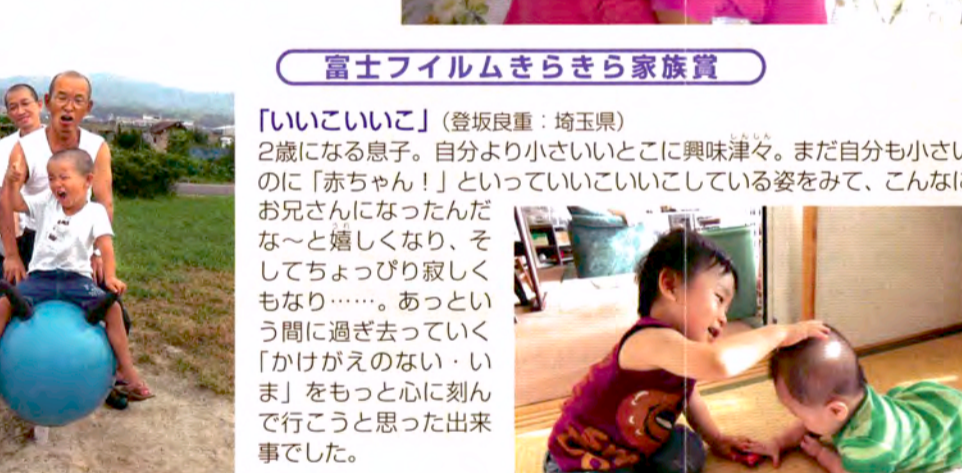 富士フイルムきらきら家族賞
「いいこいいこ」（登坂良重：埼玉県）
2歳になる息子。自分より小さいいとこに興味津々。まだ自分も小さい
のに「赤ちゃん！」といっていいこいいこしている姿をみて、こんなに
お兄さんになったんだ
な〜と嬉しくなり、そ
してちょっぴり寂しく
もなり……。あっとい
う間に過ぎ去っていく
「かけがえのない・い
ま」をもっと心に刻ん
で行こうと思った出来
事でした。